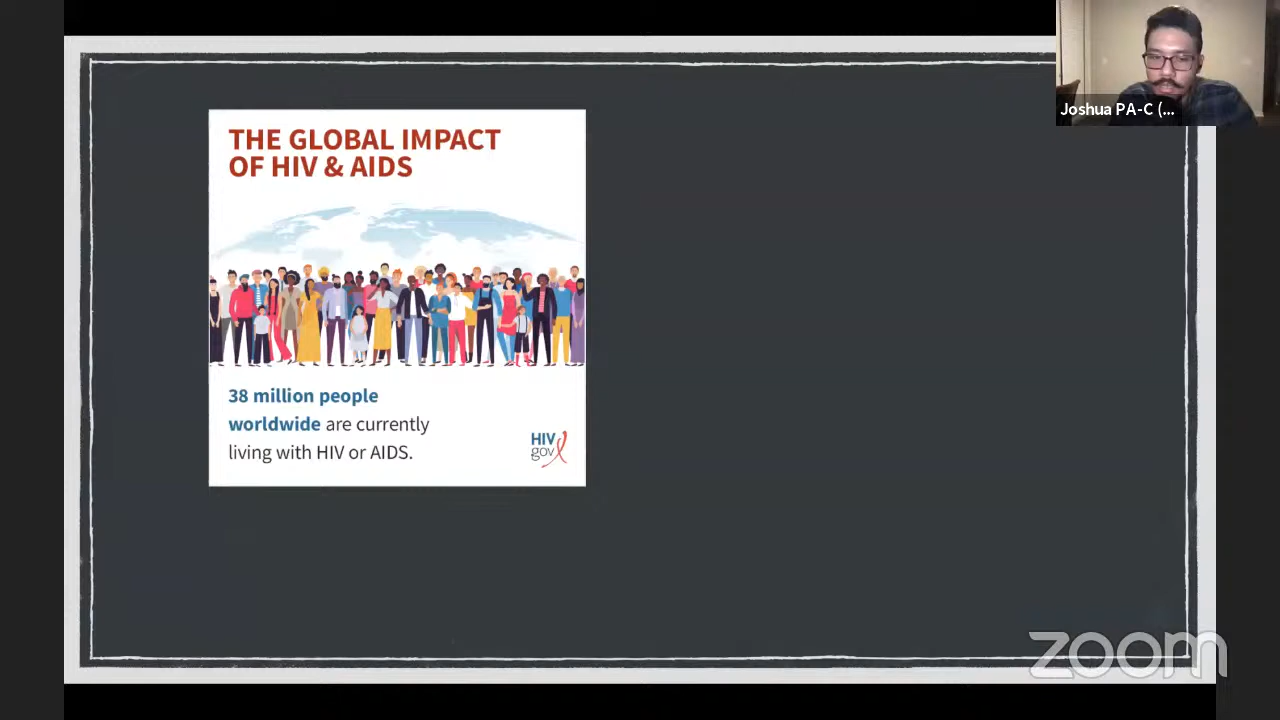 THE GLOBAL IMPACT
OF HIV & AIDS
38 million people
worldwide are currently
living with HIV or AIDS.
HIV
gov
Joshua PA-C (...
zoom